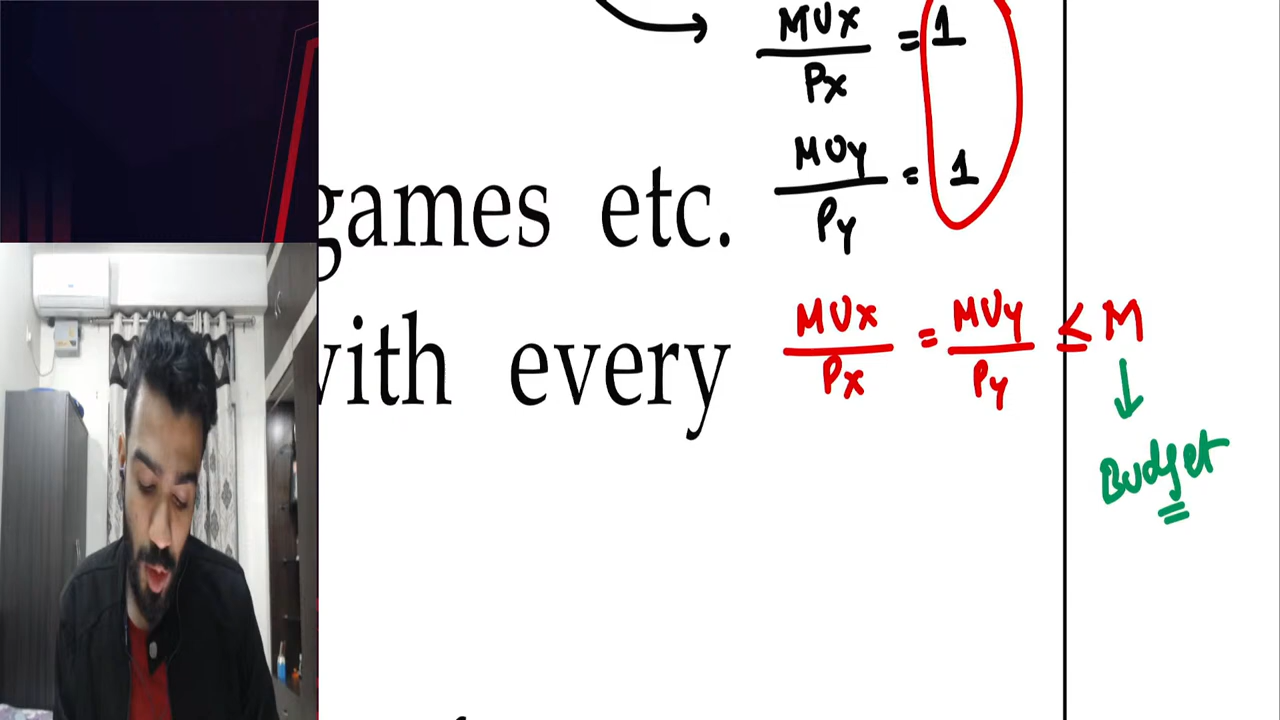 MUx
── = 1
Px
MUy
── = 1
Py
games etc.
with every
MUx/Px = MUy/Py ≤ M
↓
Budget